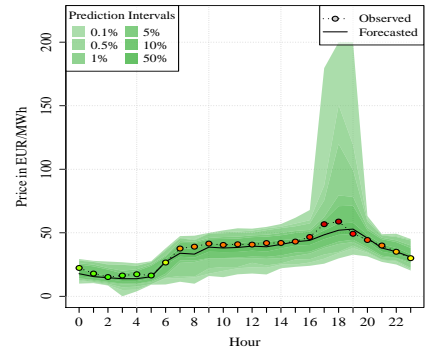 Prediction Intervals
0.1% 5%
0.5% 10%
1% 50%
Observed
Forecasted
Price in EUR/MWh
200
150
100
50
0
0 2 4 6 8 10 12 14 16 18 20 22
Hour